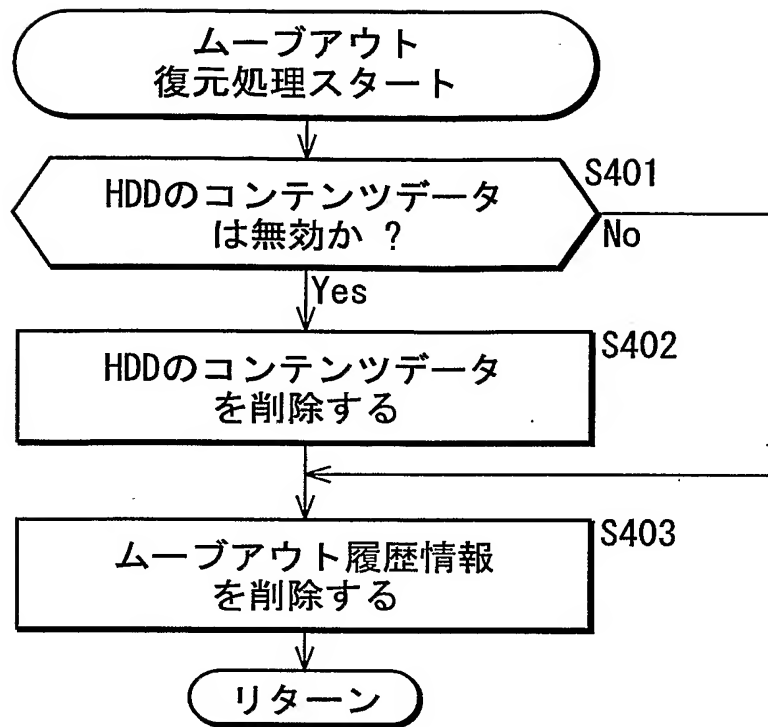 ムーブアウト
復元処理スタート
HDDのコンテンツデータ
は無効か ?
S401
No
Yes
HDDのコンテンツデータ
を削除する
S402
ムーブアウト履歴情報
を削除する
S403
リターン